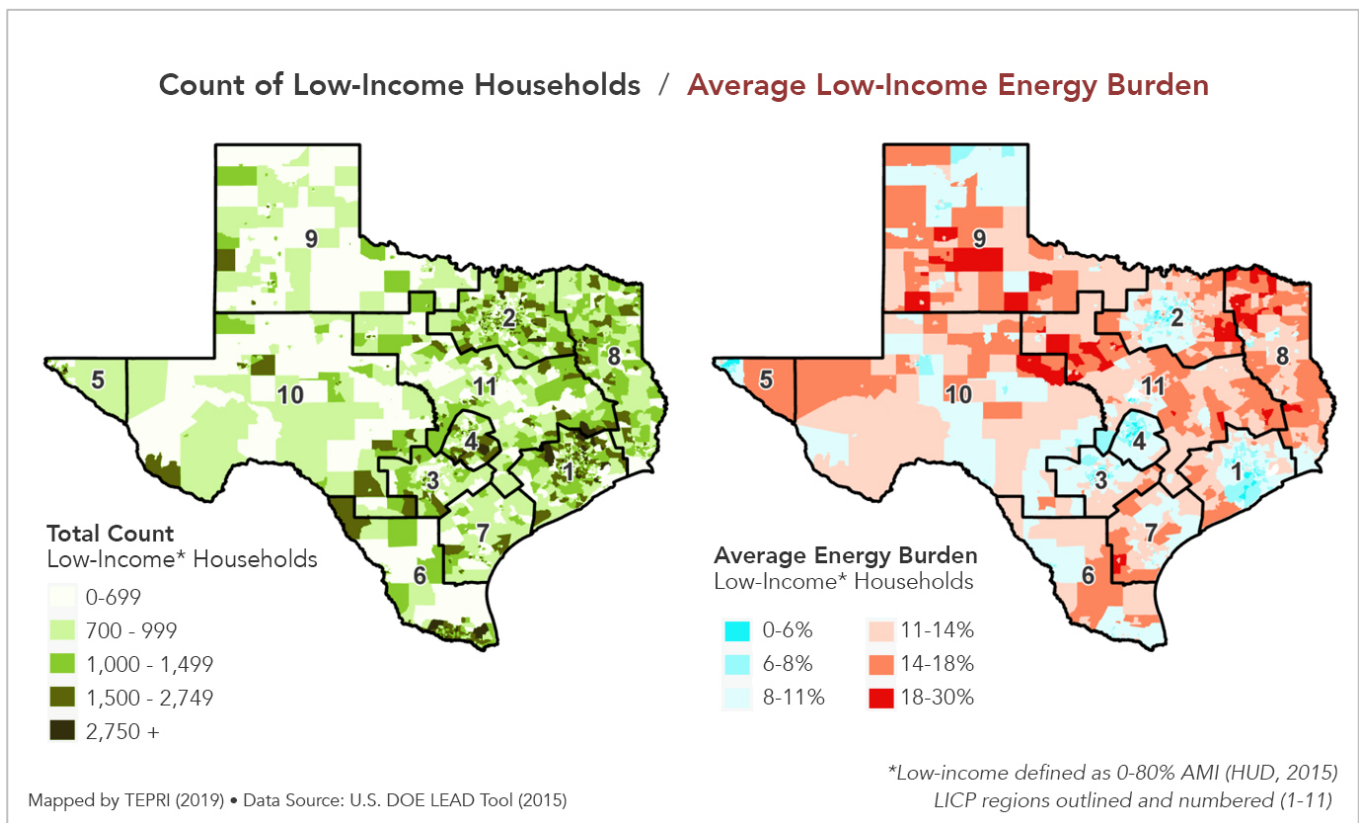 Count of Low-Income Households / Average Low-Income Energy Burden
9
2
8
5
10
11
4
1
3
7
6
Total Count
Low-Income* Households
0-699
700 - 999
1,000 - 1,499
1,500 - 2,749
2,750 +
9
2
8
5
10
11
4
1
3
7
6
Average Energy Burden
Low-Income* Households
0-6%
6-8%
8-11%
11-14%
14-18%
18-30%
Mapped by TEPRI (2019) • Data Source: U.S. DOE LEAD Tool (2015)
*Low-income defined as 0-80% AMI (HUD, 2015)
LICP regions outlined and numbered (1-11)